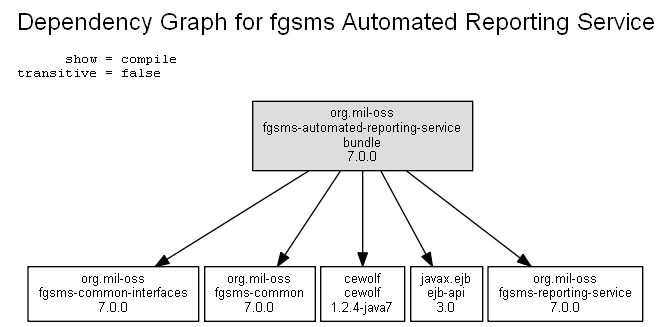 Dependency Graph for fgsms Automated Reporting Service
show = compile
transitive = false
org.mil-oss
fgsms-automated-reporting-service
bundle
7.0.0
org.mil-oss
fgsms-common-interfaces
7.0.0
org.mil-oss
fgsms-common
7.0.0
cewolf
cewolf
1.2.4-java7
javax.ejb
ejb-api
3.0
org.mil-oss
fgsms-reporting-service
7.0.0